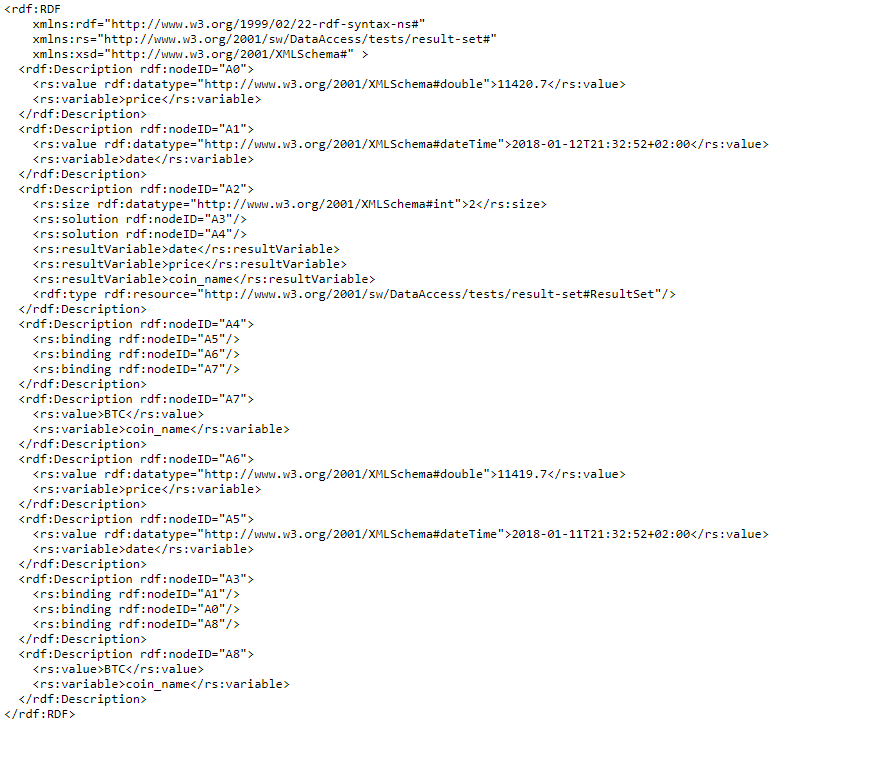 <rdf:RDF
    xmlns:rdf="http://www.w3.org/1999/02/22-rdf-syntax-ns#"
    xmlns:rs="http://www.w3.org/2001/sw/DataAccess/tests/result-set#"
    xmlns:xsd="http://www.w3.org/2001/XMLSchema#" >
  <rdf:Description rdf:nodeID="A0">
    <rs:value rdf:datatype="http://www.w3.org/2001/XMLSchema#double">11420.7</rs:value>
    <rs:variable>price</rs:variable>
  </rdf:Description>
  <rdf:Description rdf:nodeID="A1">
    <rs:value rdf:datatype="http://www.w3.org/2001/XMLSchema#dateTime">2018-01-12T21:32:52+02:00</rs:value>
    <rs:variable>date</rs:variable>
  </rdf:Description>
  <rdf:Description rdf:nodeID="A2">
    <rs:size rdf:datatype="http://www.w3.org/2001/XMLSchema#int">2</rs:size>
    <rs:solution rdf:nodeID="A3"/>
    <rs:solution rdf:nodeID="A4"/>
    <rs:resultVariable>date</rs:resultVariable>
    <rs:resultVariable>price</rs:resultVariable>
    <rs:resultVariable>coin_name</rs:resultVariable>
    <rdf:type rdf:resource="http://www.w3.org/2001/sw/DataAccess/tests/result-set#ResultSet"/>
  </rdf:Description>
  <rdf:Description rdf:nodeID="A4">
    <rs:binding rdf:nodeID="A5"/>
    <rs:binding rdf:nodeID="A6"/>
    <rs:binding rdf:nodeID="A7"/>
  </rdf:Description>
  <rdf:Description rdf:nodeID="A7">
    <rs:value>BTC</rs:value>
    <rs:variable>coin_name</rs:variable>
  </rdf:Description>
  <rdf:Description rdf:nodeID="A6">
    <rs:value rdf:datatype="http://www.w3.org/2001/XMLSchema#double">11419.7</rs:value>
    <rs:variable>price</rs:variable>
  </rdf:Description>
  <rdf:Description rdf:nodeID="A5">
    <rs:value rdf:datatype="http://www.w3.org/2001/XMLSchema#dateTime">2018-01-11T21:32:52+02:00</rs:value>
    <rs:variable>date</rs:variable>
  </rdf:Description>
  <rdf:Description rdf:nodeID="A3">
    <rs:binding rdf:nodeID="A1"/>
    <rs:binding rdf:nodeID="A0"/>
    <rs:binding rdf:nodeID="A8"/>
  </rdf:Description>
  <rdf:Description rdf:nodeID="A8">
    <rs:value>BTC</rs:value>
    <rs:variable>coin_name</rs:variable>
  </rdf:Description>
</rdf:RDF>